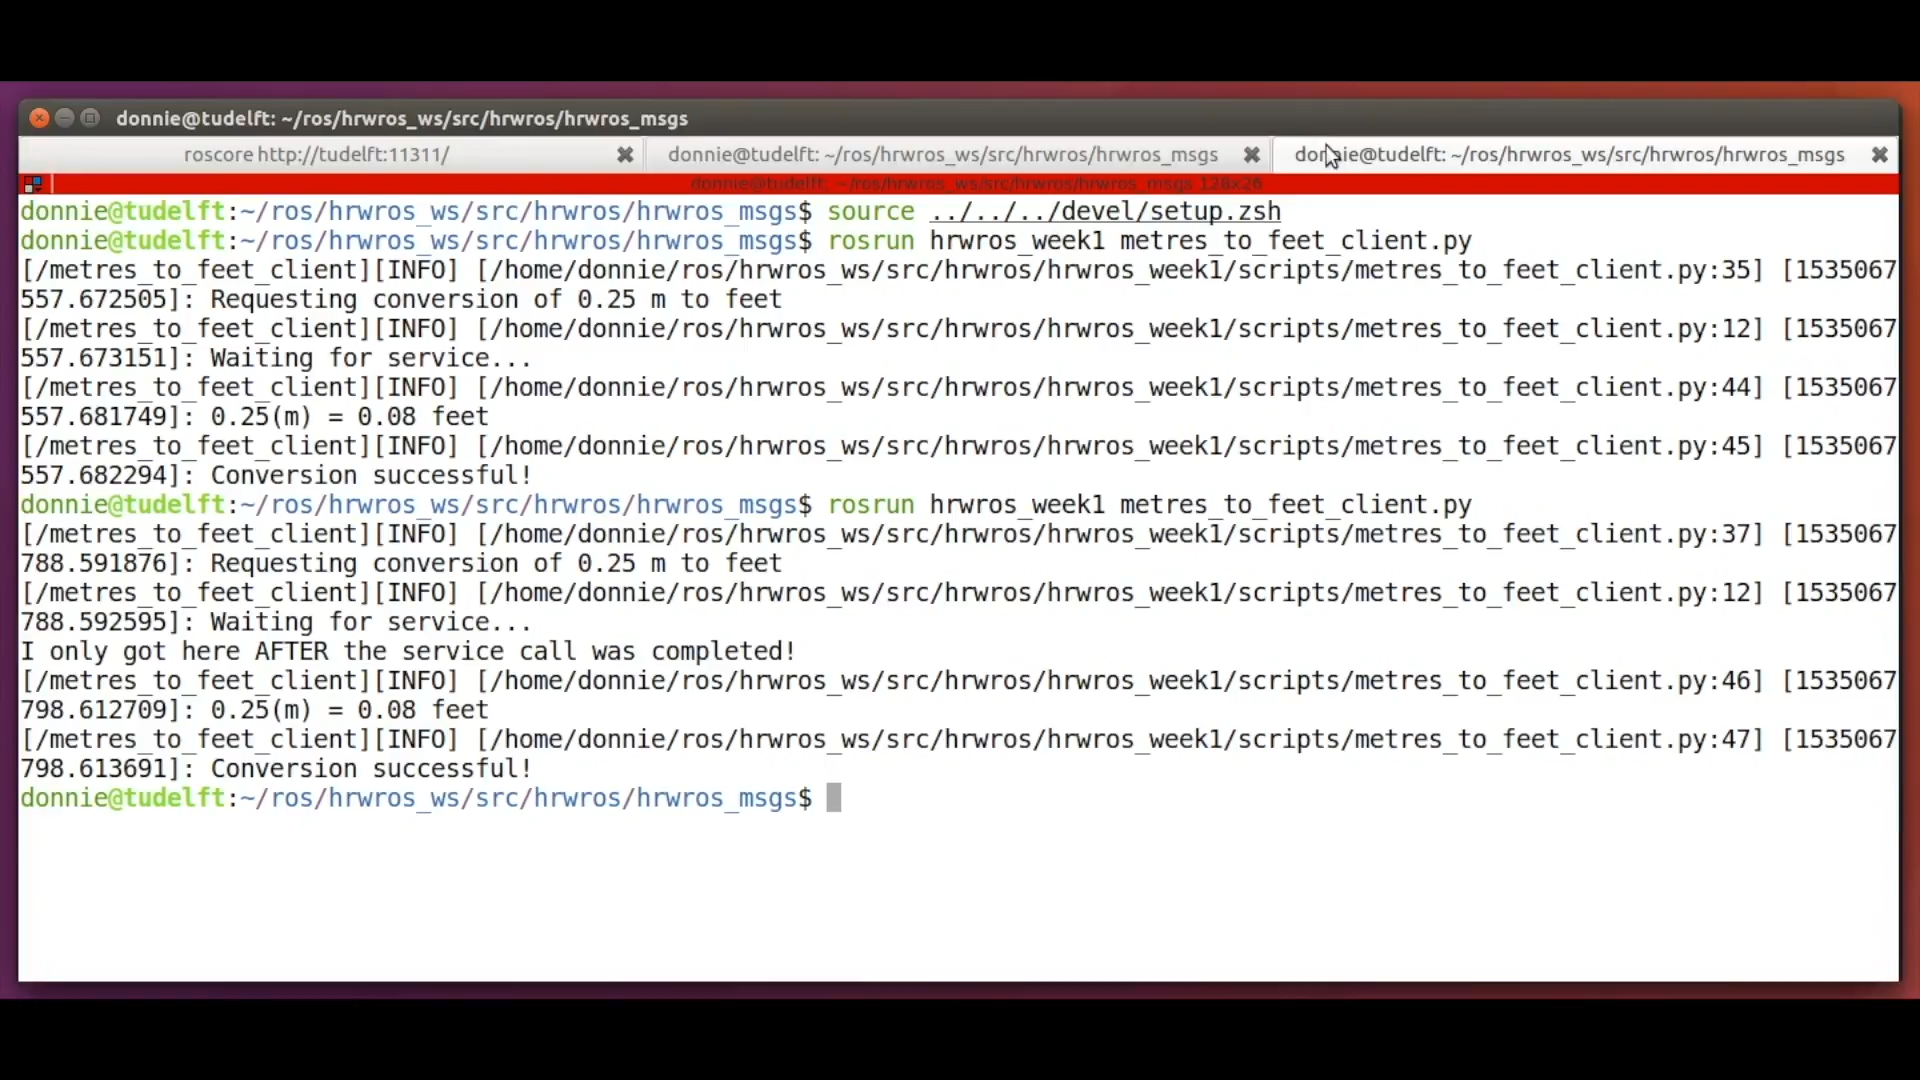 donnie@tudelft: ~/ros/hrwros_ws/src/hrwros/hrwros_msgs
roscore http://tudelft:11311/ donnie@tudelft: ~/ros/hrwros_ws/src/hrwros/hrwros_msgs donnie@tudelft: ~/ros/hrwros_ws/src/hrwros/hrwros_msgs
donnie@tudelft: ~/ros/hrwros_ws/src/hrwros/hrwros_msgs 128x26
donnie@tudelft:~/ros/hrwros_ws/src/hrwros/hrwros_msgs$ source ../../../devel/setup.zsh
donnie@tudelft:~/ros/hrwros_ws/src/hrwros/hrwros_msgs$ rosrun hrwros_week1 metres_to_feet_client.py
[/metres_to_feet_client][INFO] [/home/donnie/ros/hrwros_ws/src/hrwros/hrwros_week1/scripts/metres_to_feet_client.py:35] [1535067
557.672505]: Requesting conversion of 0.25 m to feet
[/metres_to_feet_client][INFO] [/home/donnie/ros/hrwros_ws/src/hrwros/hrwros_week1/scripts/metres_to_feet_client.py:12] [1535067
557.673151]: Waiting for service...
[/metres_to_feet_client][INFO] [/home/donnie/ros/hrwros_ws/src/hrwros/hrwros_week1/scripts/metres_to_feet_client.py:44] [1535067
557.681749]: 0.25(m) = 0.08 feet
[/metres_to_feet_client][INFO] [/home/donnie/ros/hrwros_ws/src/hrwros/hrwros_week1/scripts/metres_to_feet_client.py:45] [1535067
557.682294]: Conversion successful!
donnie@tudelft:~/ros/hrwros_ws/src/hrwros/hrwros_msgs$ rosrun hrwros_week1 metres_to_feet_client.py
[/metres_to_feet_client][INFO] [/home/donnie/ros/hrwros_ws/src/hrwros/hrwros_week1/scripts/metres_to_feet_client.py:37] [1535067
788.591876]: Requesting conversion of 0.25 m to feet
[/metres_to_feet_client][INFO] [/home/donnie/ros/hrwros_ws/src/hrwros/hrwros_week1/scripts/metres_to_feet_client.py:12] [1535067
788.592595]: Waiting for service...
I only got here AFTER the service call was completed!
[/metres_to_feet_client][INFO] [/home/donnie/ros/hrwros_ws/src/hrwros/hrwros_week1/scripts/metres_to_feet_client.py:46] [1535067
798.612709]: 0.25(m) = 0.08 feet
[/metres_to_feet_client][INFO] [/home/donnie/ros/hrwros_ws/src/hrwros/hrwros_week1/scripts/metres_to_feet_client.py:47] [1535067
798.613691]: Conversion successful!
donnie@tudelft:~/ros/hrwros_ws/src/hrwros/hrwros_msgs$